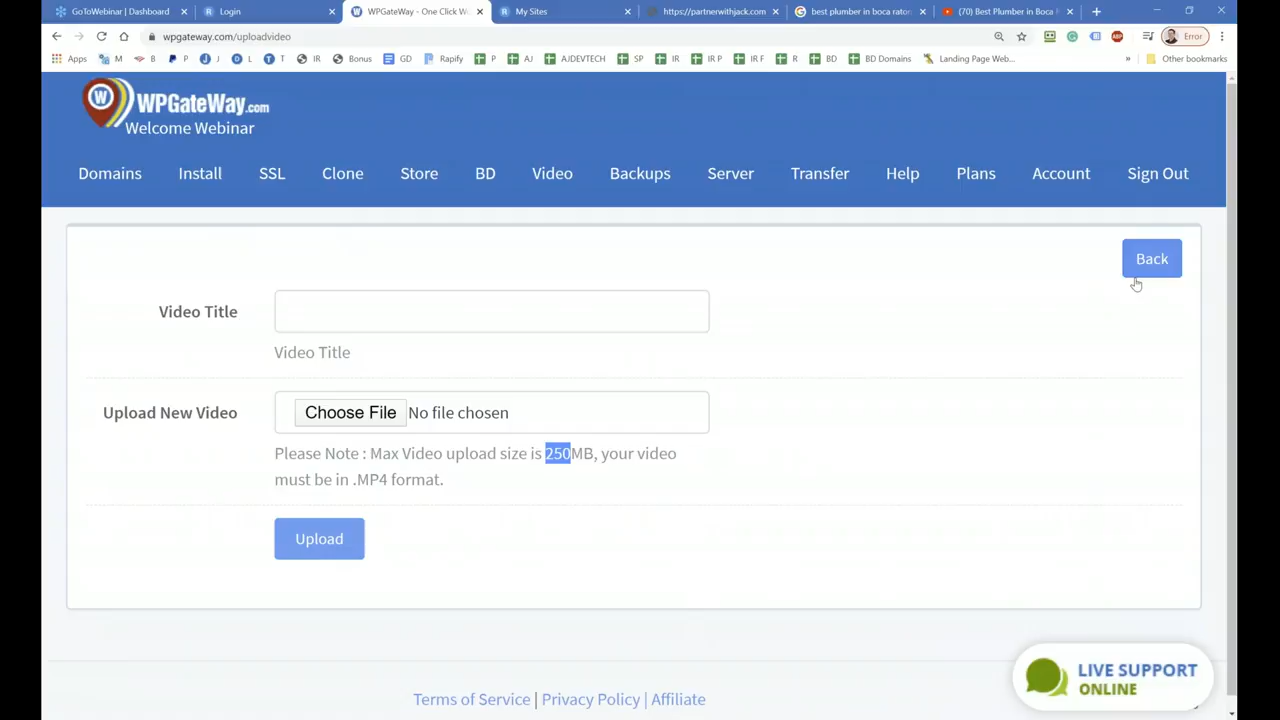 GoToWebinar | Dashboard
Login
WPGateWay - One Click W
My Sites
https://partnerwithjack.com
best plumber in boca raton
(70) Best Plumber in Boca R
wpgateway.com/uploadvideo
Error
Apps M B P J D T IR Bonus GD Rapify P AJ AJDEVTECH SP IR IR P IR F R BD BD Domains Landing Page Web... » Other bookmarks
WPGateWay.com
Welcome Webinar
Domains Install SSL Clone Store BD Video Backups Server Transfer Help Plans Account Sign Out
Back
Video Title
Video Title
Upload New Video
Choose File No file chosen
Please Note : Max Video upload size is 250MB, your video
must be in .MP4 format.
Upload
LIVE SUPPORT
ONLINE
Terms of Service | Privacy Policy | Affiliate